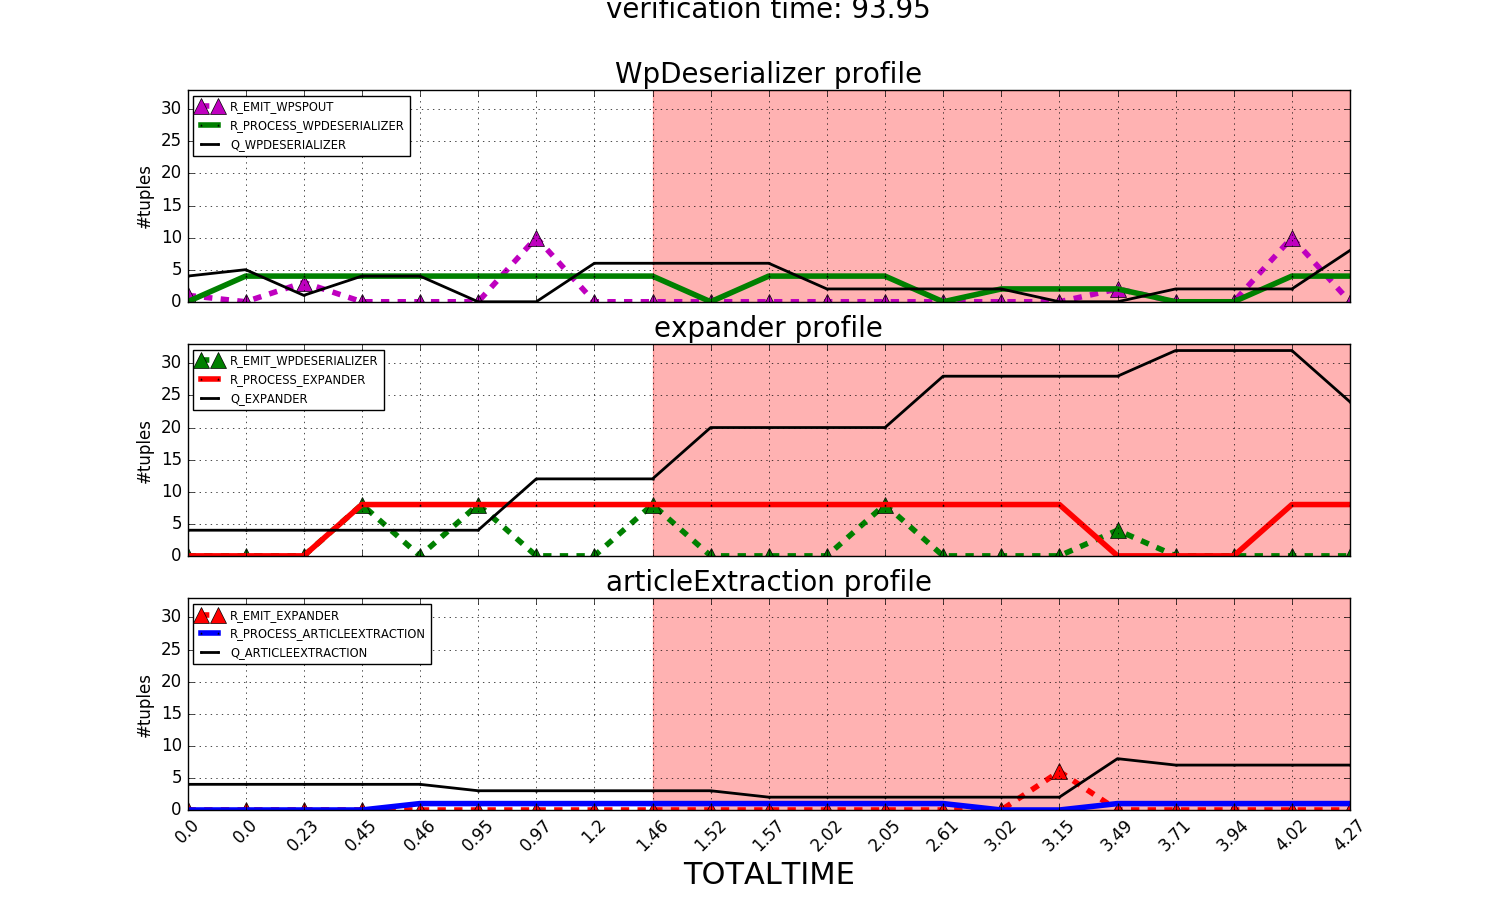 verification time: 93.95
WpDeserializer profile
30
25
20
15
10
5
0
#tuples
R_EMIT_WPSPOUT
R_PROCESS_WPDESERIALIZER
Q_WPDESERIALIZER
expander profile
30
25
20
15
10
5
0
#tuples
R_EMIT_WPDESERIALIZER
R_PROCESS_EXPANDER
Q_EXPANDER
articleExtraction profile
30
25
20
15
10
5
0
#tuples
R_EMIT_EXPANDER
R_PROCESS_ARTICLEEXTRACTION
Q_ARTICLEEXTRACTION
0.0 0.0 0.23 0.45 0.46 0.95 0.97 1.2 1.46 1.52 1.57 2.02 2.05 2.61 3.02 3.15 3.49 3.71 3.94 4.02 4.27
TOTALTIME